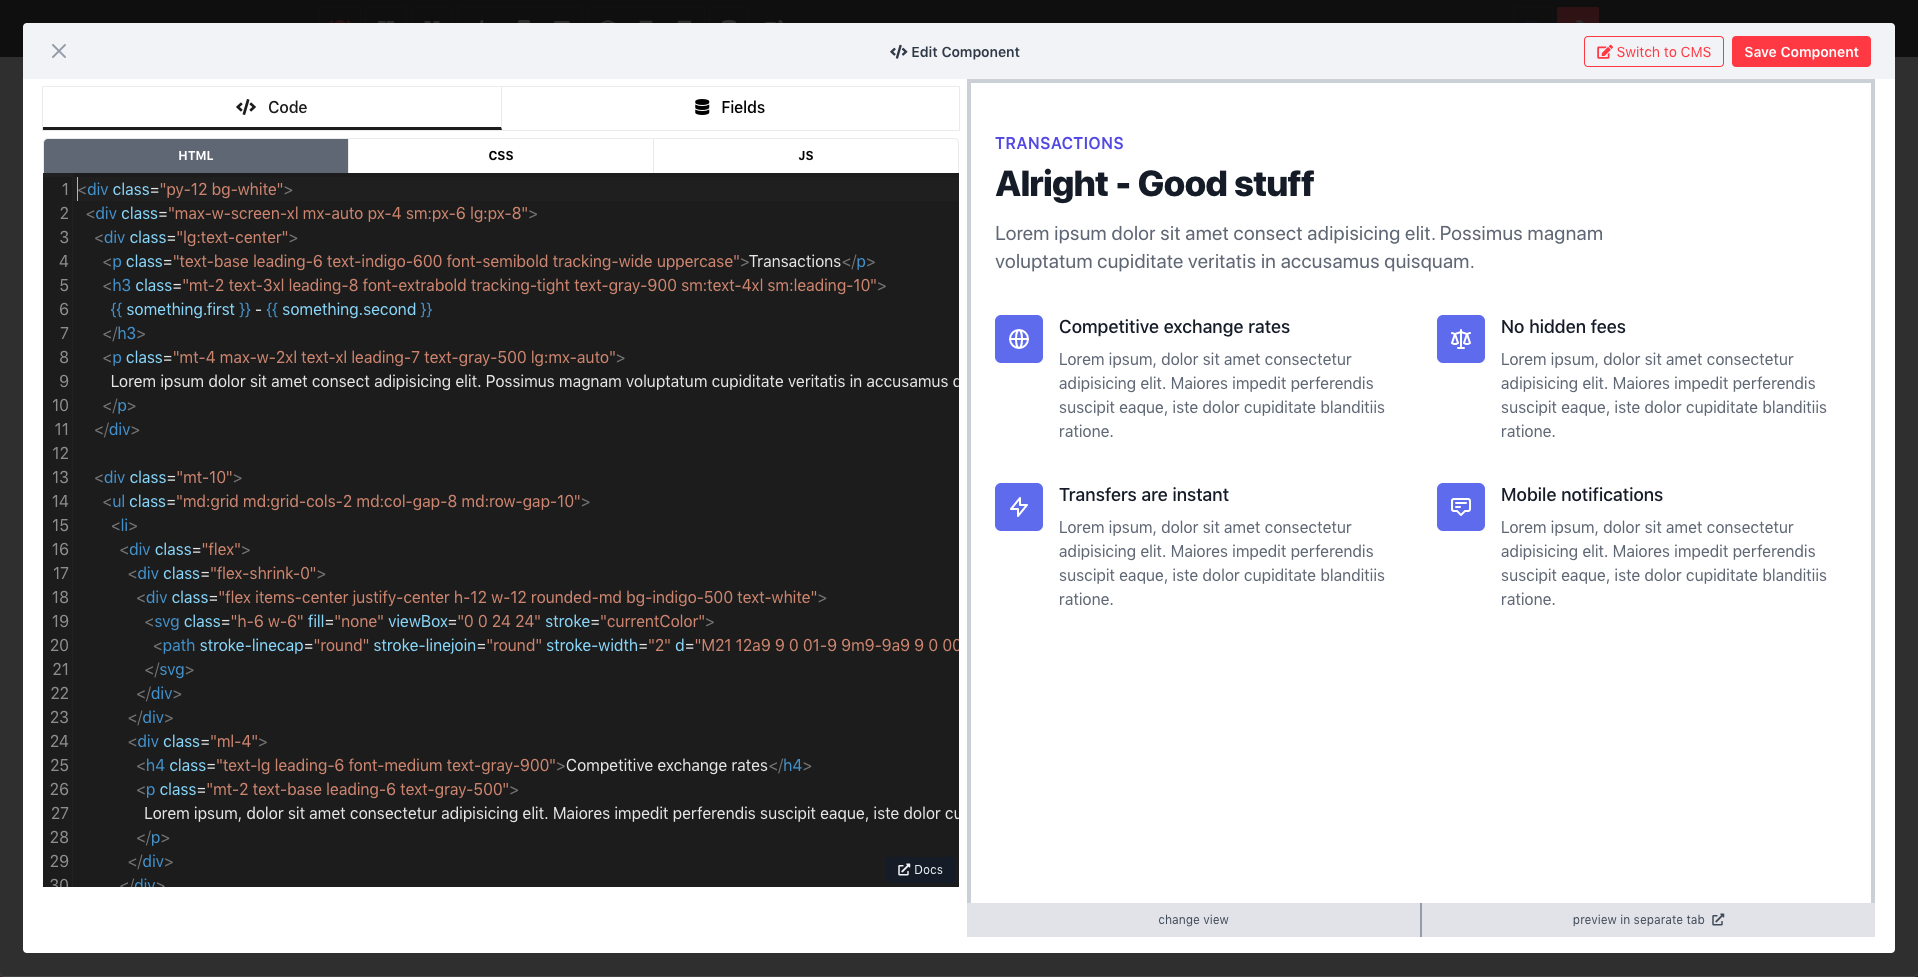 Edit Component
Switch to CMS
Save Component
Code
Fields
HTML
CSS
JS
1 <div class="py-12 bg-white">
2 <div class="max-w-screen-xl mx-auto px-4 sm:px-6 lg:px-8">
3 <div class="lg:text-center">
4 <p class="text-base leading-6 text-indigo-600 font-semibold tracking-wide uppercase">Transactions</p>
5 <h3 class="mt-2 text-3xl leading-8 font-extrabold tracking-tight text-gray-900 sm:text-4xl sm:leading-10">
6 {{ something.first }} - {{ something.second }}
7 </h3>
8 <p class="mt-4 max-w-2xl text-xl leading-7 text-gray-500 lg:mx-auto">
9 Lorem ipsum dolor sit amet consect adipisicing elit. Possimus magnam voluptatum cupiditate veritatis in accusamus
10 </p>
11 </div>
12
13 <div class="mt-10">
14 <ul class="md:grid md:grid-cols-2 md:col-gap-8 md:row-gap-10">
15 <li>
16 <div class="flex">
17 <div class="flex-shrink-0">
18 <div class="flex items-center justify-center h-12 w-12 rounded-md bg-indigo-500 text-white">
19 <svg class="h-6 w-6" fill="none" viewBox="0 0 24 24" stroke="currentColor">
20 <path stroke-linecap="round" stroke-linejoin="round" stroke-width="2" d="M21 12a9 9 0 01-9 9m9-9a9 9 0 00
21 </svg>
22 </div>
23 </div>
24 <div class="ml-4">
25 <h4 class="text-lg leading-6 font-medium text-gray-900">Competitive exchange rates</h4>
26 <p class="mt-2 text-base leading-6 text-gray-500">
27 Lorem ipsum, dolor sit amet consectetur adipisicing elit. Maiores impedit perferendis suscipit eaque, iste dolor
28 </p>
29 </div>
30 </div>
Docs
TRANSACTIONS
Alright - Good stuff
Lorem ipsum dolor sit amet consect adipisicing elit. Possimus magnam
voluptatum cupiditate veritatis in accusamus quisquam.
Competitive exchange rates
Lorem ipsum, dolor sit amet consectetur
adipisicing elit. Maiores impedit perferendis
suscipit eaque, iste dolor cupiditate blanditiis
ratione.
No hidden fees
Lorem ipsum, dolor sit amet consectetur
adipisicing elit. Maiores impedit perferendis
suscipit eaque, iste dolor cupiditate blanditiis
ratione.
Transfers are instant
Lorem ipsum, dolor sit amet consectetur
adipisicing elit. Maiores impedit perferendis
suscipit eaque, iste dolor cupiditate blanditiis
ratione.
Mobile notifications
Lorem ipsum, dolor sit amet consectetur
adipisicing elit. Maiores impedit perferendis
suscipit eaque, iste dolor cupiditate blanditiis
ratione.
change view
preview in separate tab